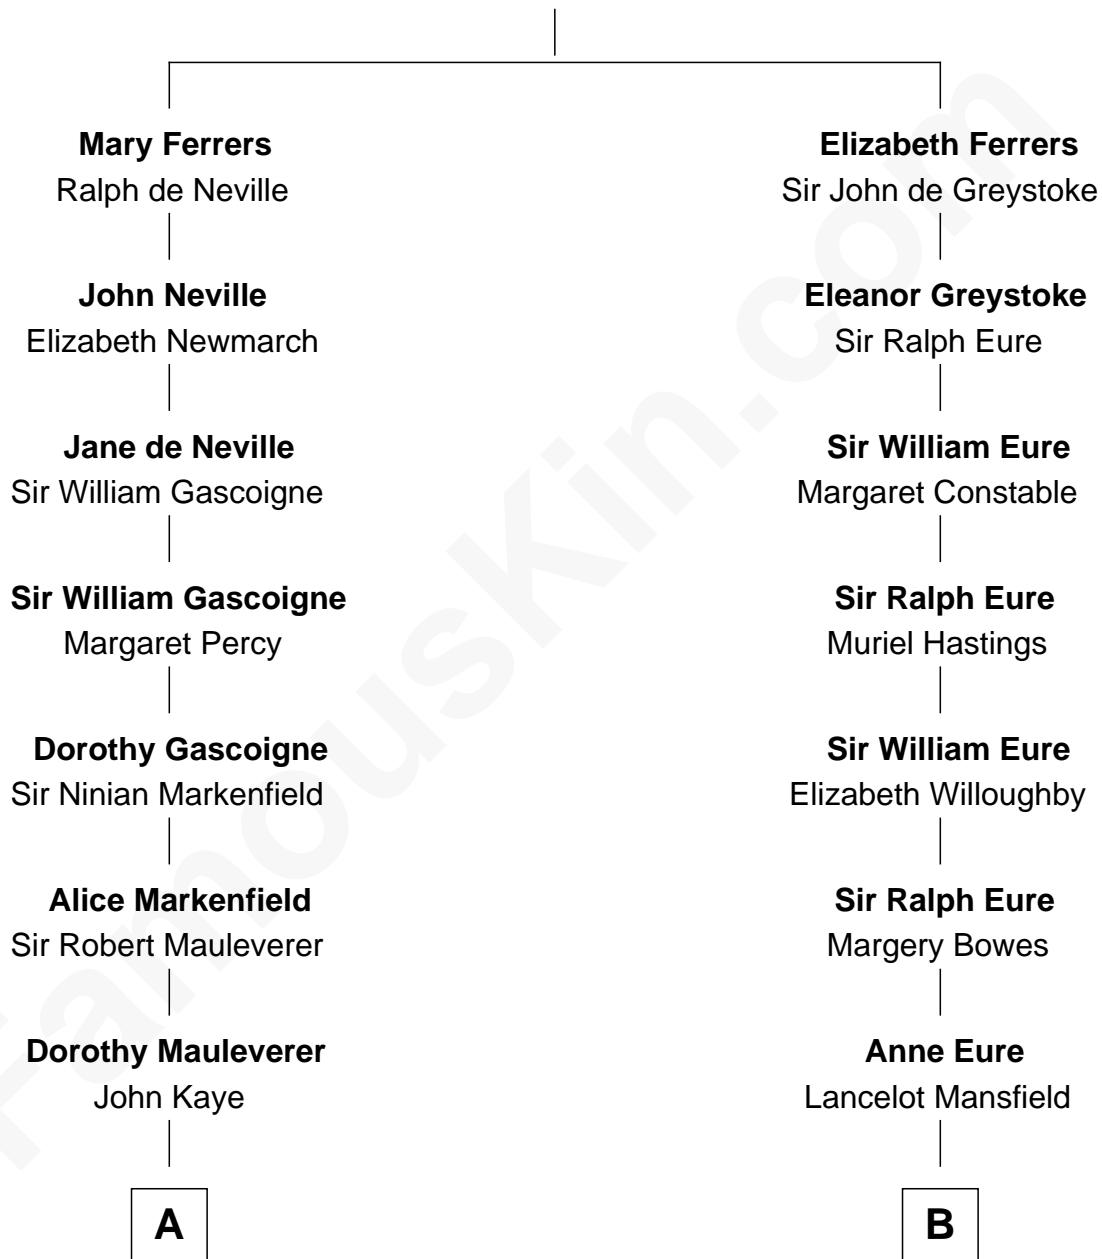 Mary Ferrers
Ralph de Neville
Elizabeth Ferrers
Sir John de Greystoke
John Neville
Elizabeth Newmarch
Eleanor Greystoke
Sir Ralph Eure
Jane de Neville
Sir William Gascoigne
Sir William Eure
Margaret Constable
Sir William Gascoigne
Margaret Percy
Sir Ralph Eure
Muriel Hastings
Dorothy Gascoigne
Sir Ninian Markenfield
Sir William Eure
Elizabeth Willoughby
Alice Markenfield
Sir Robert Mauleverer
Sir Ralph Eure
Margery Bowes
Dorothy Mauleverer
John Kaye
Anne Eure
Lancelot Mansfield
A
B
FamousKin.com